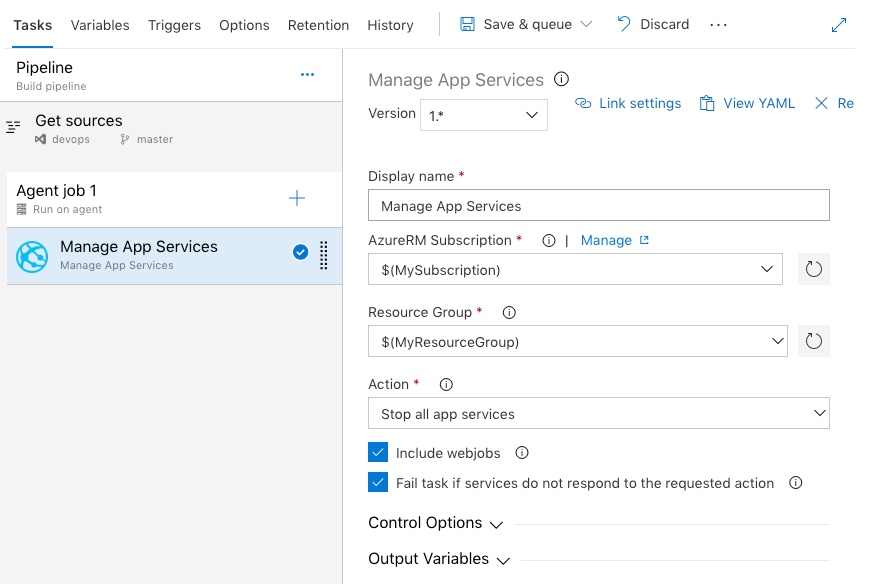 Tasks Variables Triggers Options Retention History Save & queue Discard ...
Pipeline ...
Build pipeline
Get sources
devops master
Agent job 1
Run on agent
Manage App Services
Manage App Services
Manage App Services
Version 1.* Link settings View YAML Re
Display name *
Manage App Services
AzureRM Subscription * | Manage
$(MySubscription)
Resource Group *
$(MyResourceGroup)
Action *
Stop all app services
Include webjobs
Fail task if services do not respond to the requested action
Control Options
Output Variables